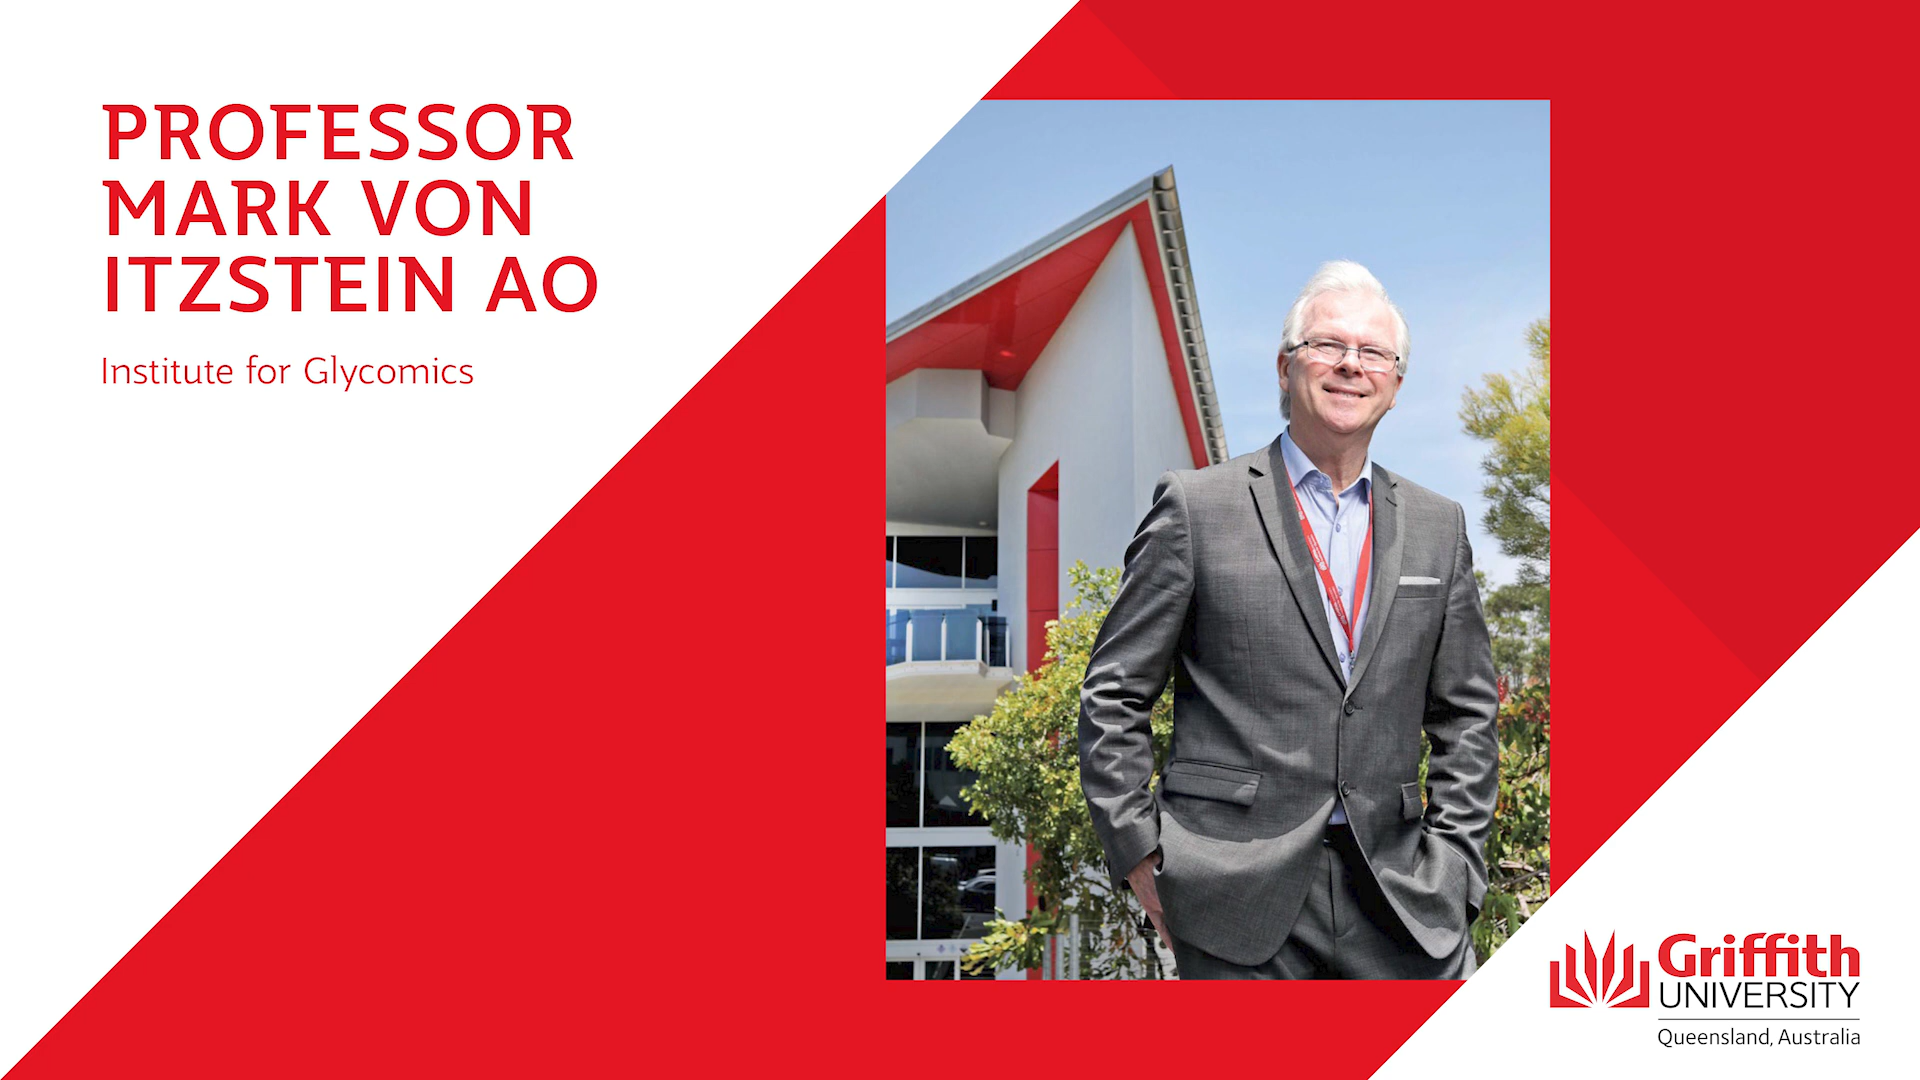 PROFESSOR
MARK VON
ITZSTEIN AO
Institute for Glycomics
Griffith
UNIVERSITY
Queensland, Australia